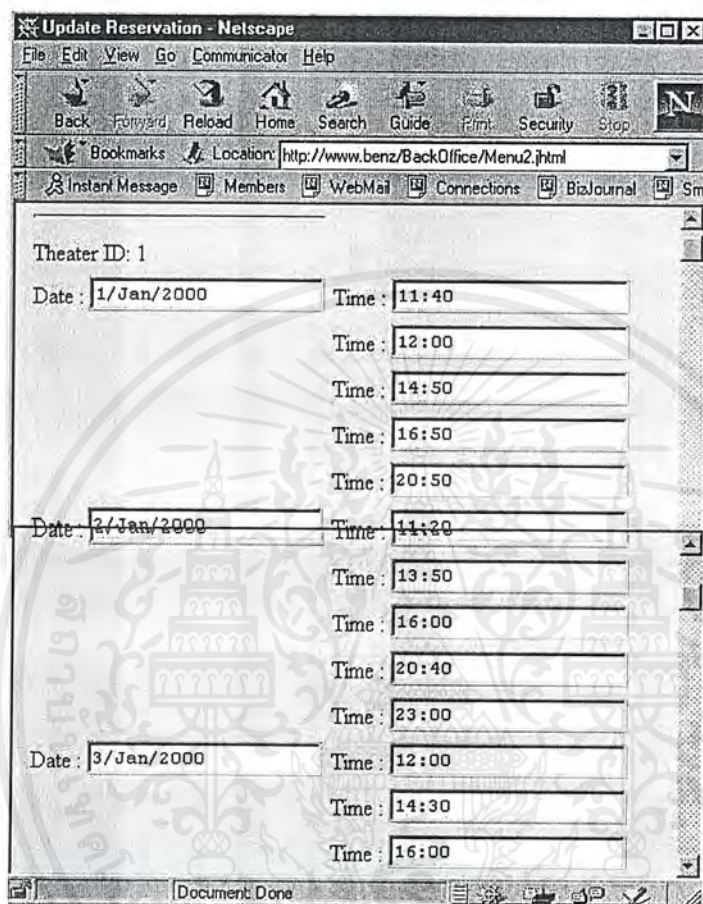 Update Reservation - Netscape
File Edit View Go Communicator Help
Back Forward Reload Home Search Guide Print Security Stop
N
Bookmarks Location: http://www.benz/BackOffice/Menu2.jhtml
Instant Message Members WebMail Connections BizJournal Sm
Theater ID: 1
Date : 1/Jan/2000 Time : 11:40
Time : 12:00
Time : 14:50
Time : 16:50
Time : 20:50
Date : 2/Jan/2000 Time : 11:20
Time : 13:50
Time : 16:00
Time : 20:40
Time : 23:00
Date : 3/Jan/2000 Time : 12:00
Time : 14:30
Time : 16:00
Document: Done